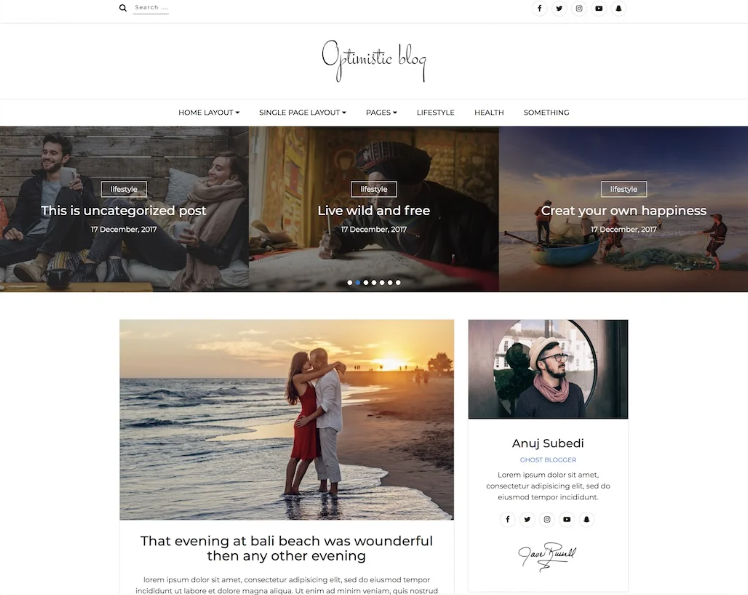 Search ...
Optimistic blog
HOME LAYOUT
SINGLE PAGE LAYOUT
PAGES
LIFESTYLE
HEALTH
SOMETHING
lifestyle
This is uncategorized post
17 December, 2017
lifestyle
Live wild and free
17 December, 2017
lifestyle
Creat your own happiness
17 December, 2017
That evening at bali beach was wounderful
then any other evening
lorem ipsum dolor sit amet, consectetur adipisicing elit, sed do eiusmod tempor
incididunt ut labore et dolore magna aliqua. Ut enim ad minim veniam, quis nostrud
Anuj Subedi
GHOST BLOGGER
Lorem ipsum dolor sit amet,
consectetur adipisicing elit, sed do
eiusmod tempor incididunt.